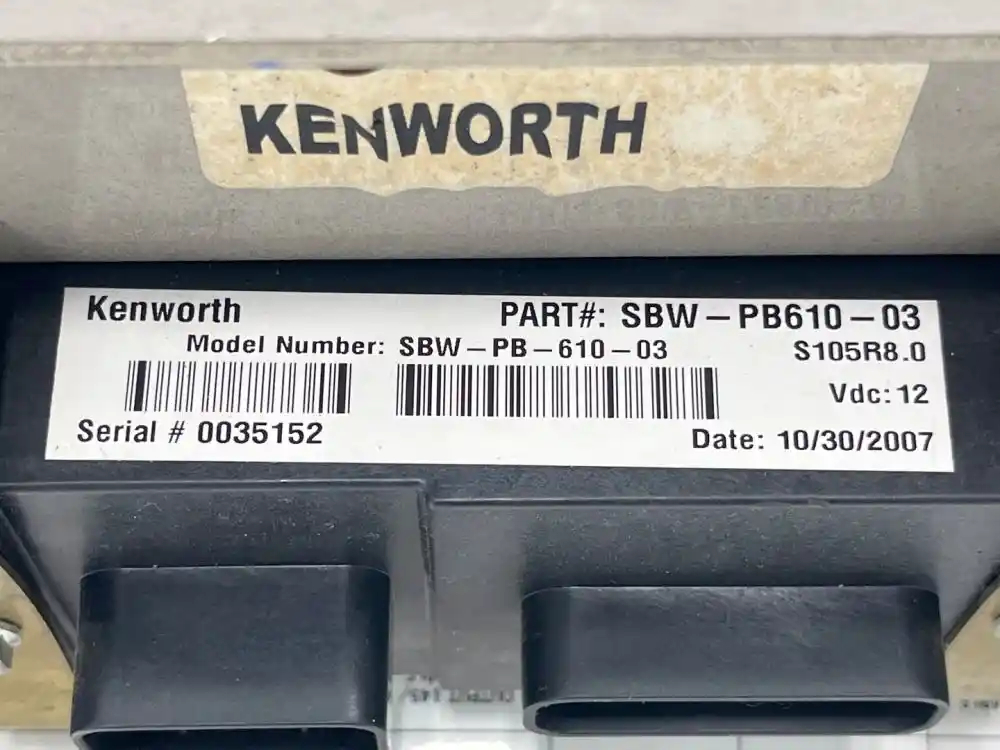 KENWORTH
Kenworth
PART#: SBW-PB610-03
Model Number: SBW-PB-610-03
S105R8.0
Vdc: 12
Serial # 0035152
Date: 10/30/2007